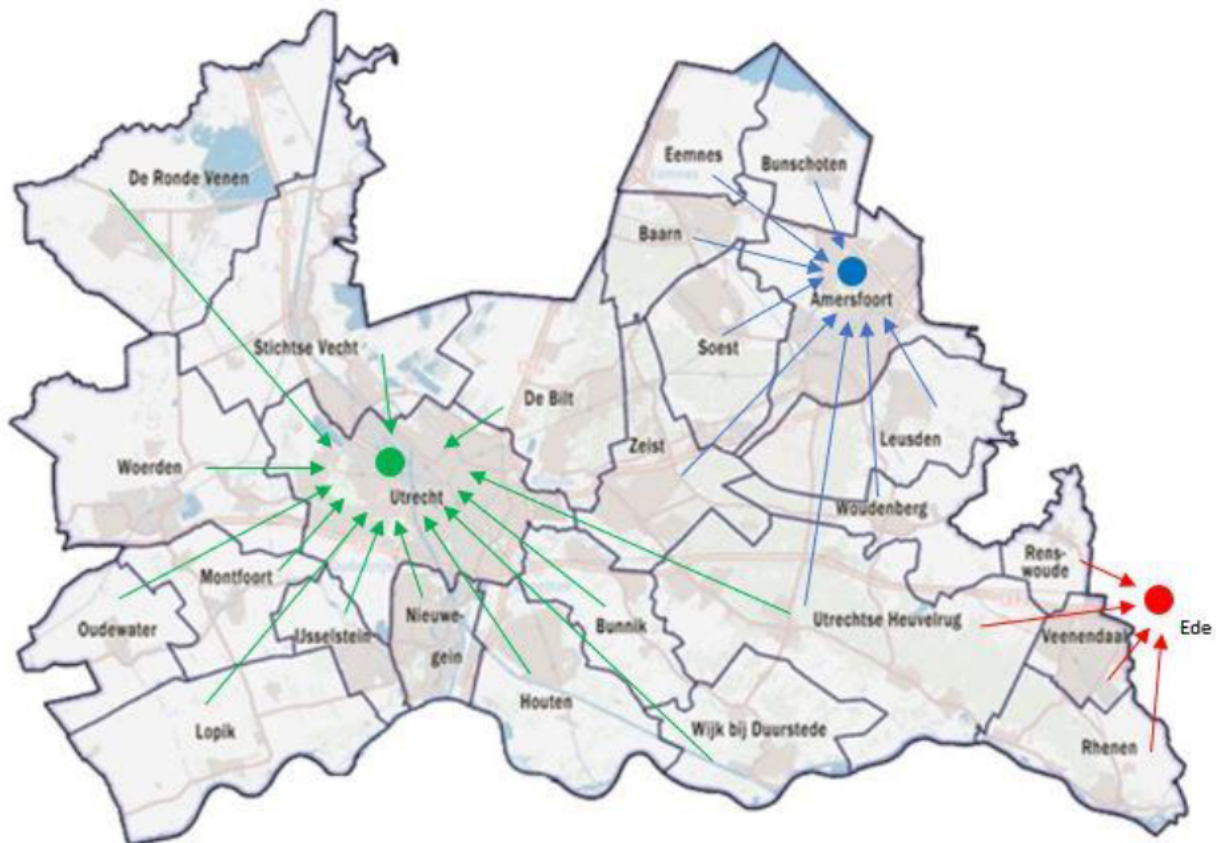 De Ronde Venen
Eemnes
Bunschoten
Baarn
Amersfoort
Stichtse Vecht
Soest
De Bilt
Zeist
Leusden
Woerden
Utrecht
Woudenberg
Montfoort
Rens-
woude
Oudewater
IJsselstein
Nieuwe-
gein
Bunnik
Utrechtse Heuvelrug
Veenendaal
Ede
Houten
Lopik
Wijk bij Duurstede
Rhenen